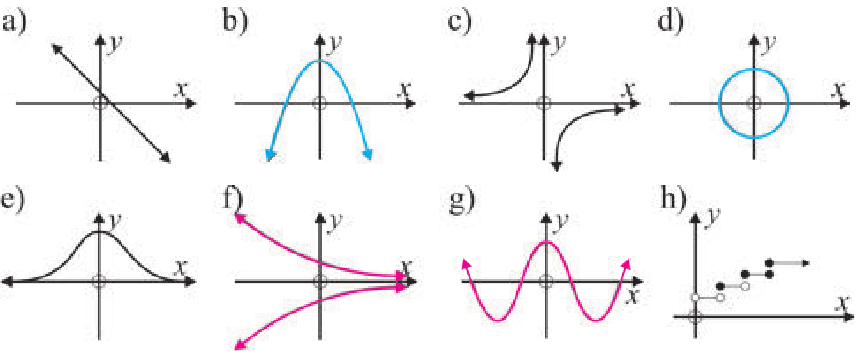 a) y x b) y x c) y x d) y x
e) y x f) y x g) y x h) y x